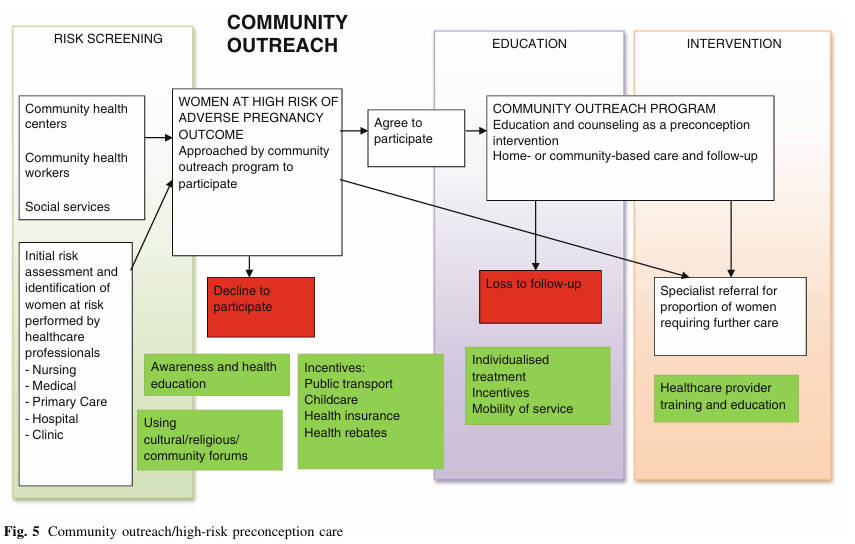 COMMUNITY
OUTREACH
RISK SCREENING
EDUCATION
INTERVENTION
Community health
centers
Community health
workers
Social services
WOMEN AT HIGH RISK OF
ADVERSE PREGNANCY
OUTCOME
Approached by community
outreach program to
participate
Agree to
participate
COMMUNITY OUTREACH PROGRAM
Education and counseling as a preconception
intervention
Home- or community-based care and follow-up
Initial risk
assessment and
identification of
women at risk
performed by
healthcare
professionals
- Nursing
- Medical
- Primary Care
- Hospital
- Clinic
Decline to
participate
Loss to follow-up
Specialist referral for
proportion of women
requiring further care
Awareness and health
education
Using
cultural/religious/
community forums
Incentives:
Public transport
Childcare
Health insurance
Health rebates
Individualised
treatment
Incentives
Mobility of service
Healthcare provider
training and education
Fig. 5 Community outreach/high-risk preconception care